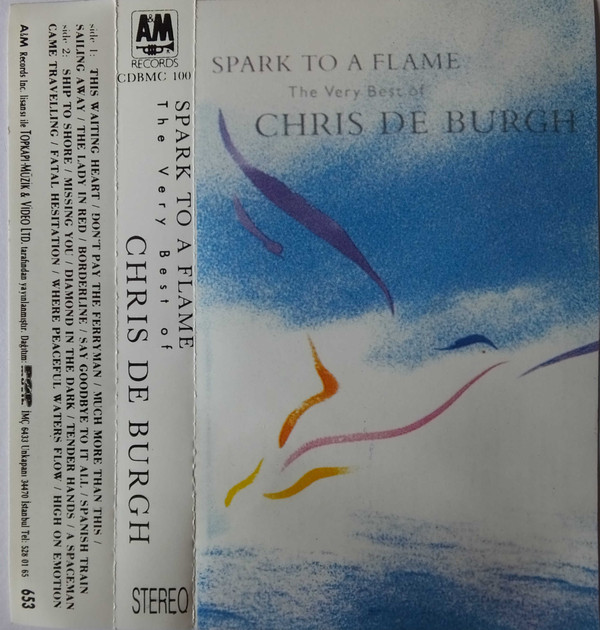 SPARK TO A FLAME
The Very Best of
CHRIS DE BURGH
A&M
RECORDS
CDBMC 100
SPARK TO A FLAME
The Very Best of
CHRIS DE BURGH
STEREO
side 1: THIS WAITING HEART / DON'T PAY THE FERRYMAN / MUCH MORE THAN THIS /
SAILING AWAY / THE LADY IN RED / BORDERLINE / SAY GOODBYE TO IT ALL / SPANISH TRAIN
side 2: SHIP TO SHORE / MISSING YOU / DIAMOND IN THE DARK / TENDER HANDS / A SPACEMAN
CAME TRAVELLING / FATAL HESITATION / WHERE PEACEFUL WATERS FLOW / HIGH ON EMOTION
A&M Records Inc. lisansı ile TOPKAPI-MÜZİK & VİDEO LTD. tarafından yayınlanmıştır. Dağıtım İMÇ 6433 Unkapanı 34470 İstanbul Tel: 528 01 65 653